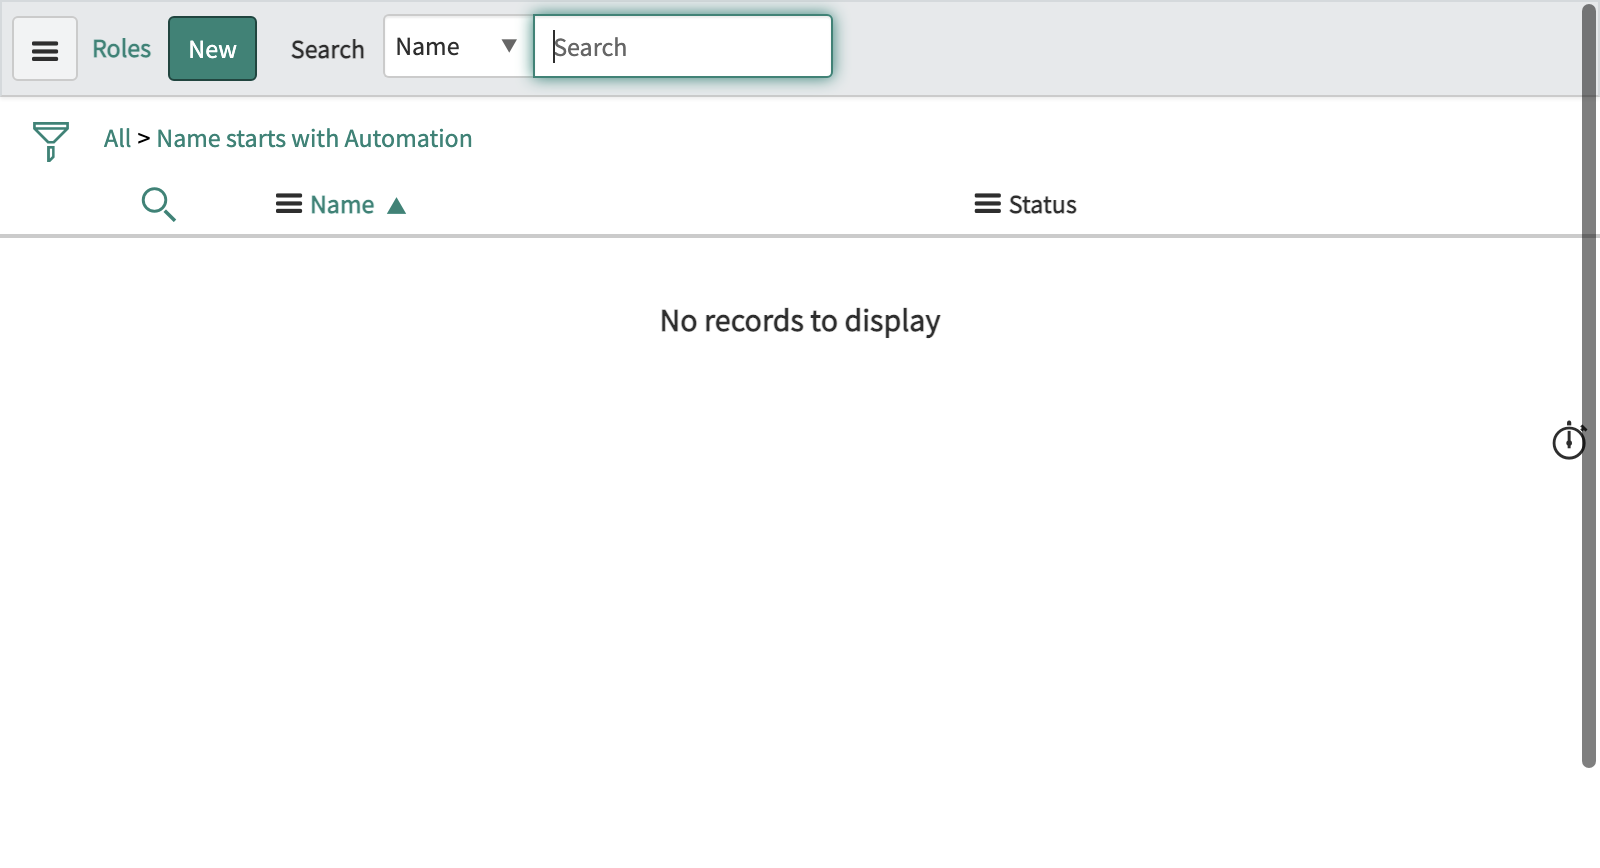 Roles New Search Name Search
All > Name starts with Automation
Name Status
No records to display